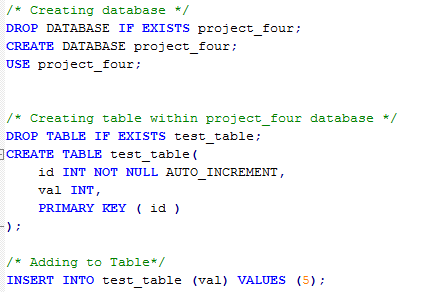 /* Creating database */
DROP DATABASE IF EXISTS project_four;
CREATE DATABASE project_four;
USE project_four;
/* Creating table within project_four database */
DROP TABLE IF EXISTS test_table;
CREATE TABLE test_table(
id INT NOT NULL AUTO_INCREMENT,
val INT,
PRIMARY KEY ( id )
);
/* Adding to Table*/
INSERT INTO test_table (val) VALUES (5);